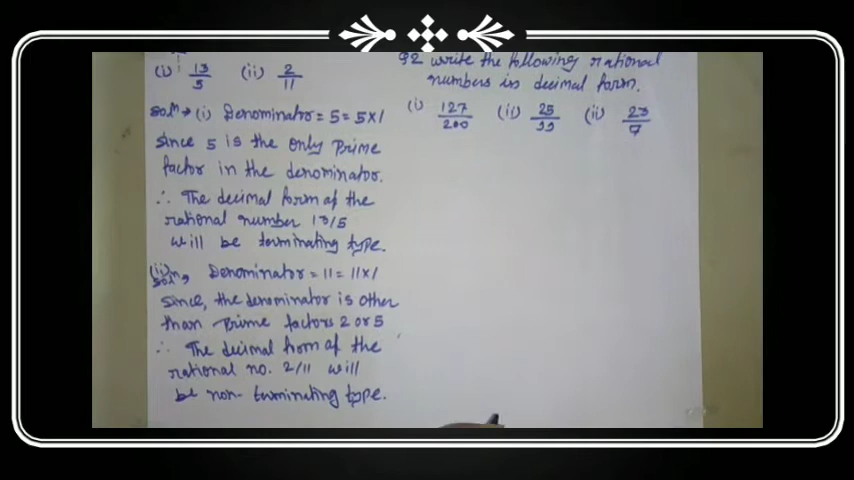 (i) 13/5 (ii) 2/11
Soln → (i) Denominator = 5 = 5×1
Since 5 is the only Prime
factor in the denominator.
∴ The decimal form of the
rational number 13/5
will be terminating type.
(ii) Soln → Denominator = 11 = 11×1
Since, the denominator is other
than Prime factors 2 or 5
∴ The decimal form of the
rational no. 2/11 will
be non-terminating type.
Q2 write the following rational
numbers in decimal form.
(i) 127/200 (ii) 25/99 (ii) 23/7